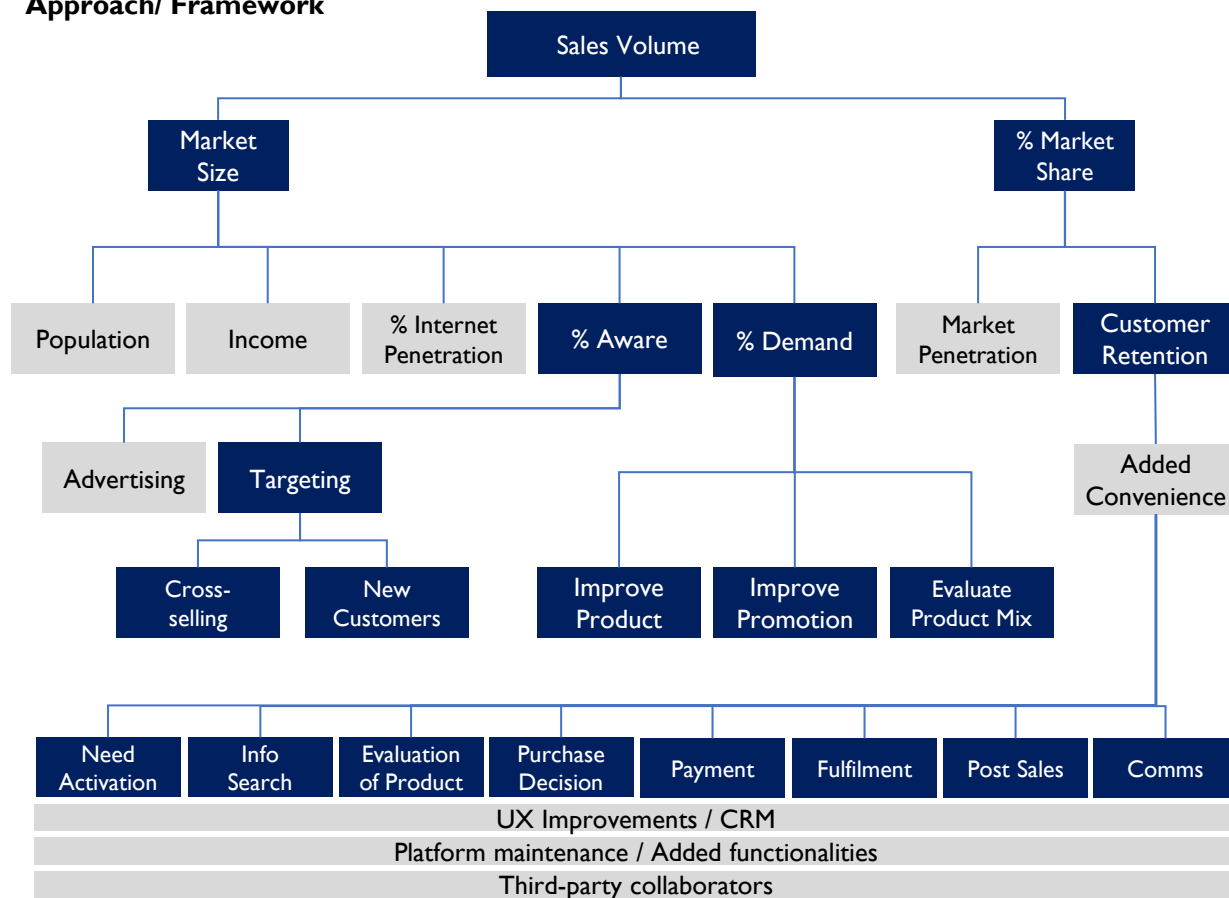 Approach/ Framework
Sales Volume
Market
Size
% Market
Share
Population
Income
% Internet
Penetration
% Aware
% Demand
Market
Penetration
Customer
Retention
Advertising
Targeting
Added
Convenience
Cross-
selling
New
Customers
Improve
Product
Improve
Promotion
Evaluate
Product Mix
Need
Activation
Info
Search
Evaluation
of Product
Purchase
Decision
Payment
Fulfilment
Post Sales
Comms
UX Improvements / CRM
Platform maintenance / Added functionalities
Third-party collaborators